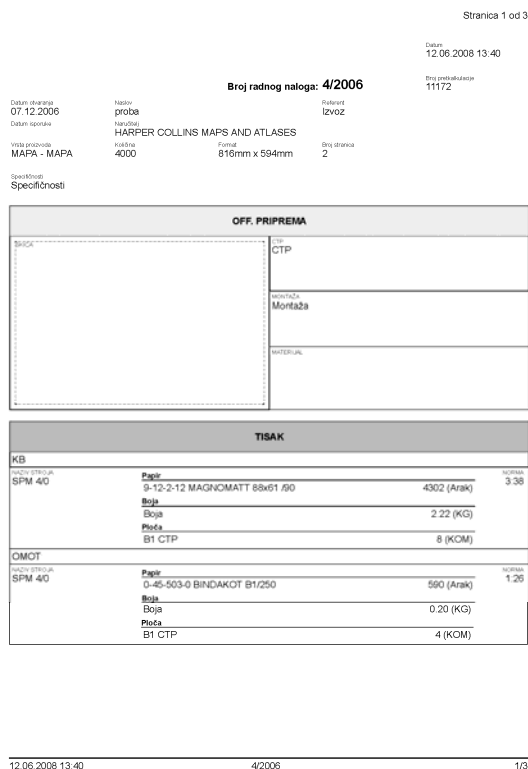 Stranica 1 od 3
Datum
12.06.2008 13:40
Broj radnog naloga: 4/2006
Broj pretkalkulacije
11172
Datum otvaranja Naslov Referent
07.12.2006 proba Izvoz
Datum isporuke Naručitelj
HARPER COLLINS MAPS AND ATLASES
Vrsta proizvoda Količina Format Broj stranica
MAPA - MAPA 4000 816mm x 594mm 2
Specifičnosti
Specifičnosti
OFF. PRIPREMA
SKICA CTP
CTP
MONTAŽA
Montaža
MATERIJAL
TISAK
KB
NAZIV STROJA Papir NORMA
SPM 4/0 9-12-2-12 MAGNOMATT 88x61 /90 4302 (Arak) 3:38
Boja
Boja 2.22 (KG)
Ploča
B1 CTP 8 (KOM)
OMOT
NAZIV STROJA Papir NORMA
SPM 4/0 0-45-503-0 BINDAKOT B1/250 590 (Arak) 1:26
Boja
Boja 0.20 (KG)
Ploča
B1 CTP 4 (KOM)
12.06.2008 13:40 4/2006 1/3